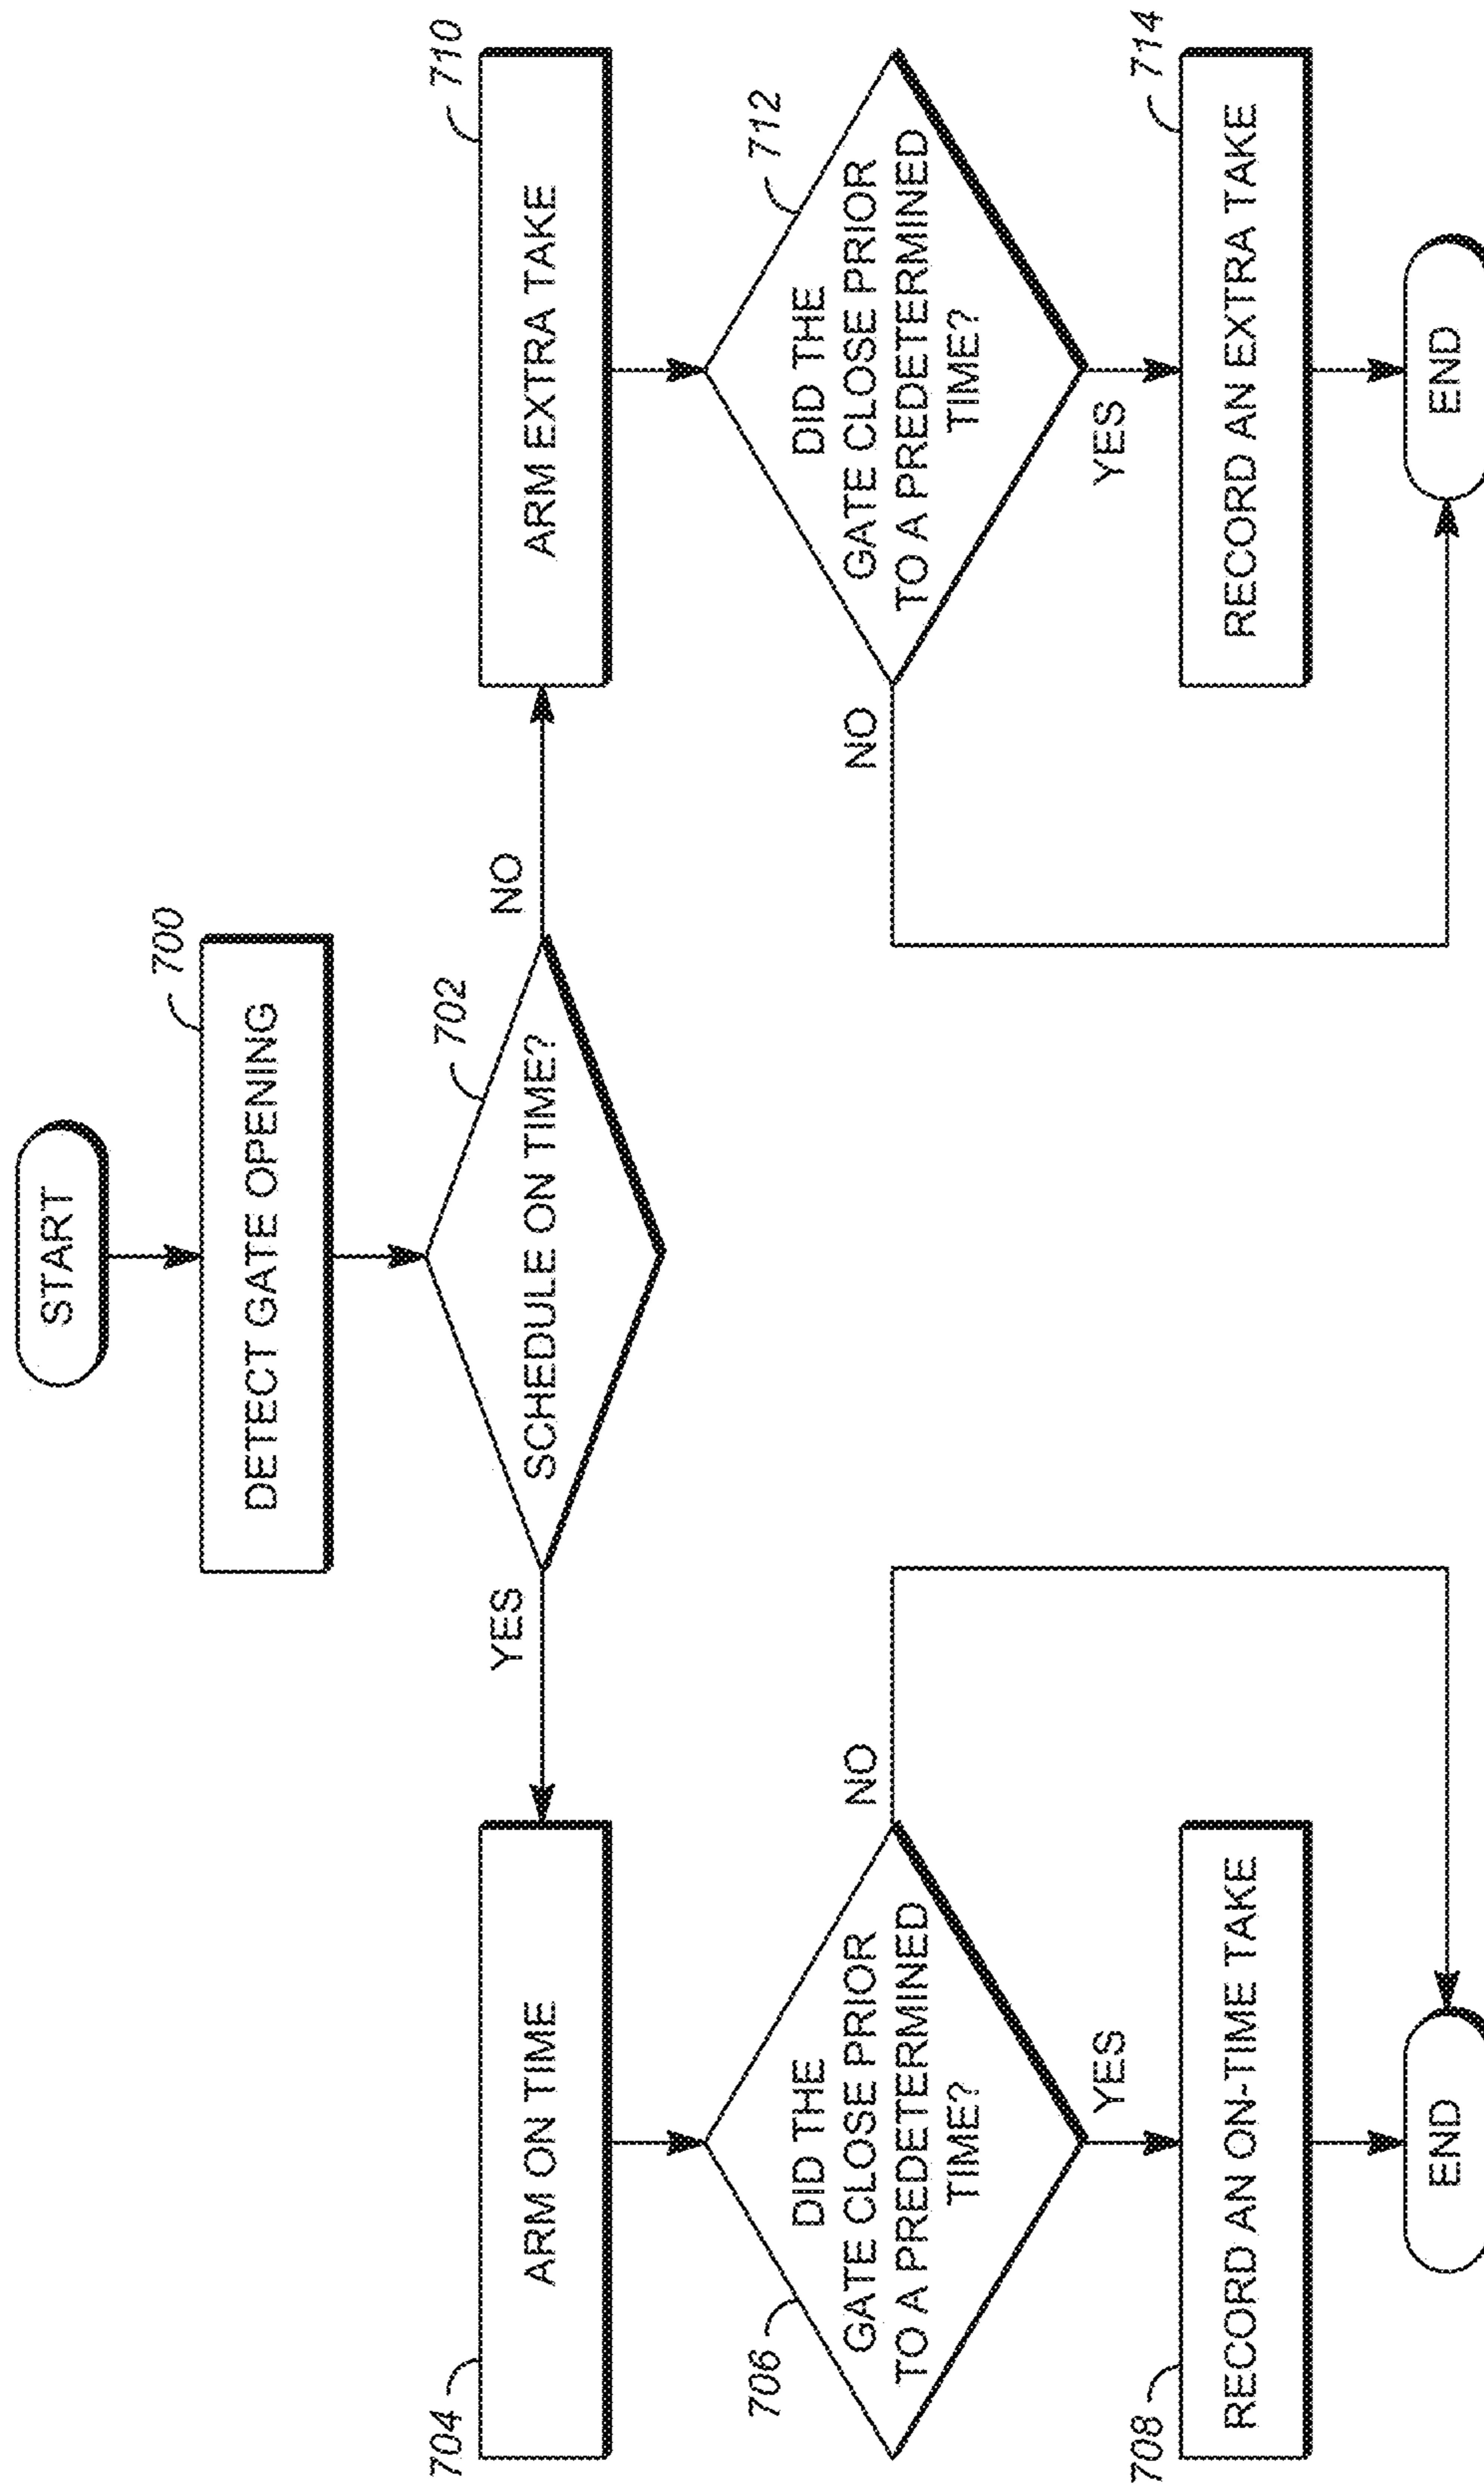 START
700
DETECT GATE OPENING
702
SCHEDULE ON TIME?
YES
NO
704
ARM ON TIME
710
ARM EXTRA TAKE
706
DID THE
GATE CLOSE PRIOR
TO A PREDETERMINED
TIME?
NO
YES
712
DID THE
GATE CLOSE PRIOR
TO A PREDETERMINED
TIME?
NO
YES
708
RECORD AN ON-TIME TAKE
714
RECORD AN EXTRA TAKE
END
END